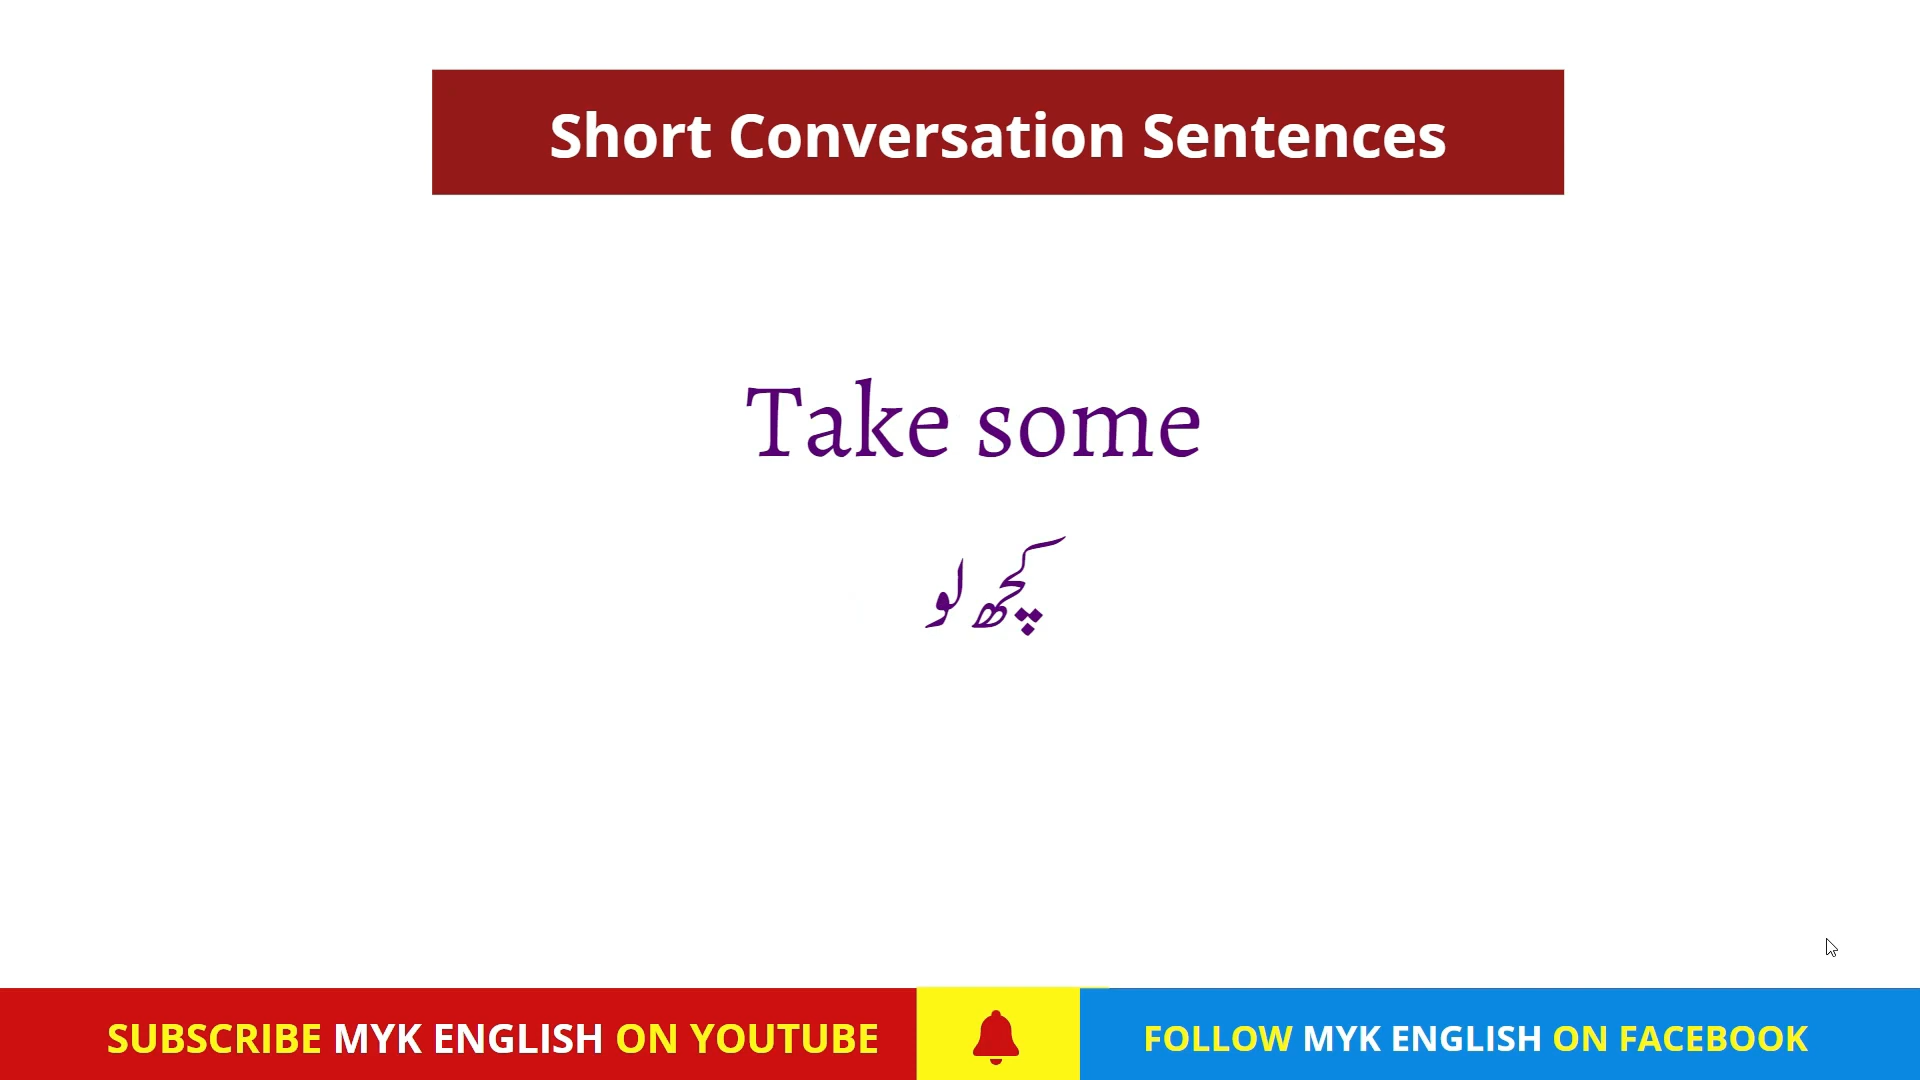 Short Conversation Sentences
Take some
کچھ لو
SUBSCRIBE MYK ENGLISH ON YOUTUBE
FOLLOW MYK ENGLISH ON FACEBOOK